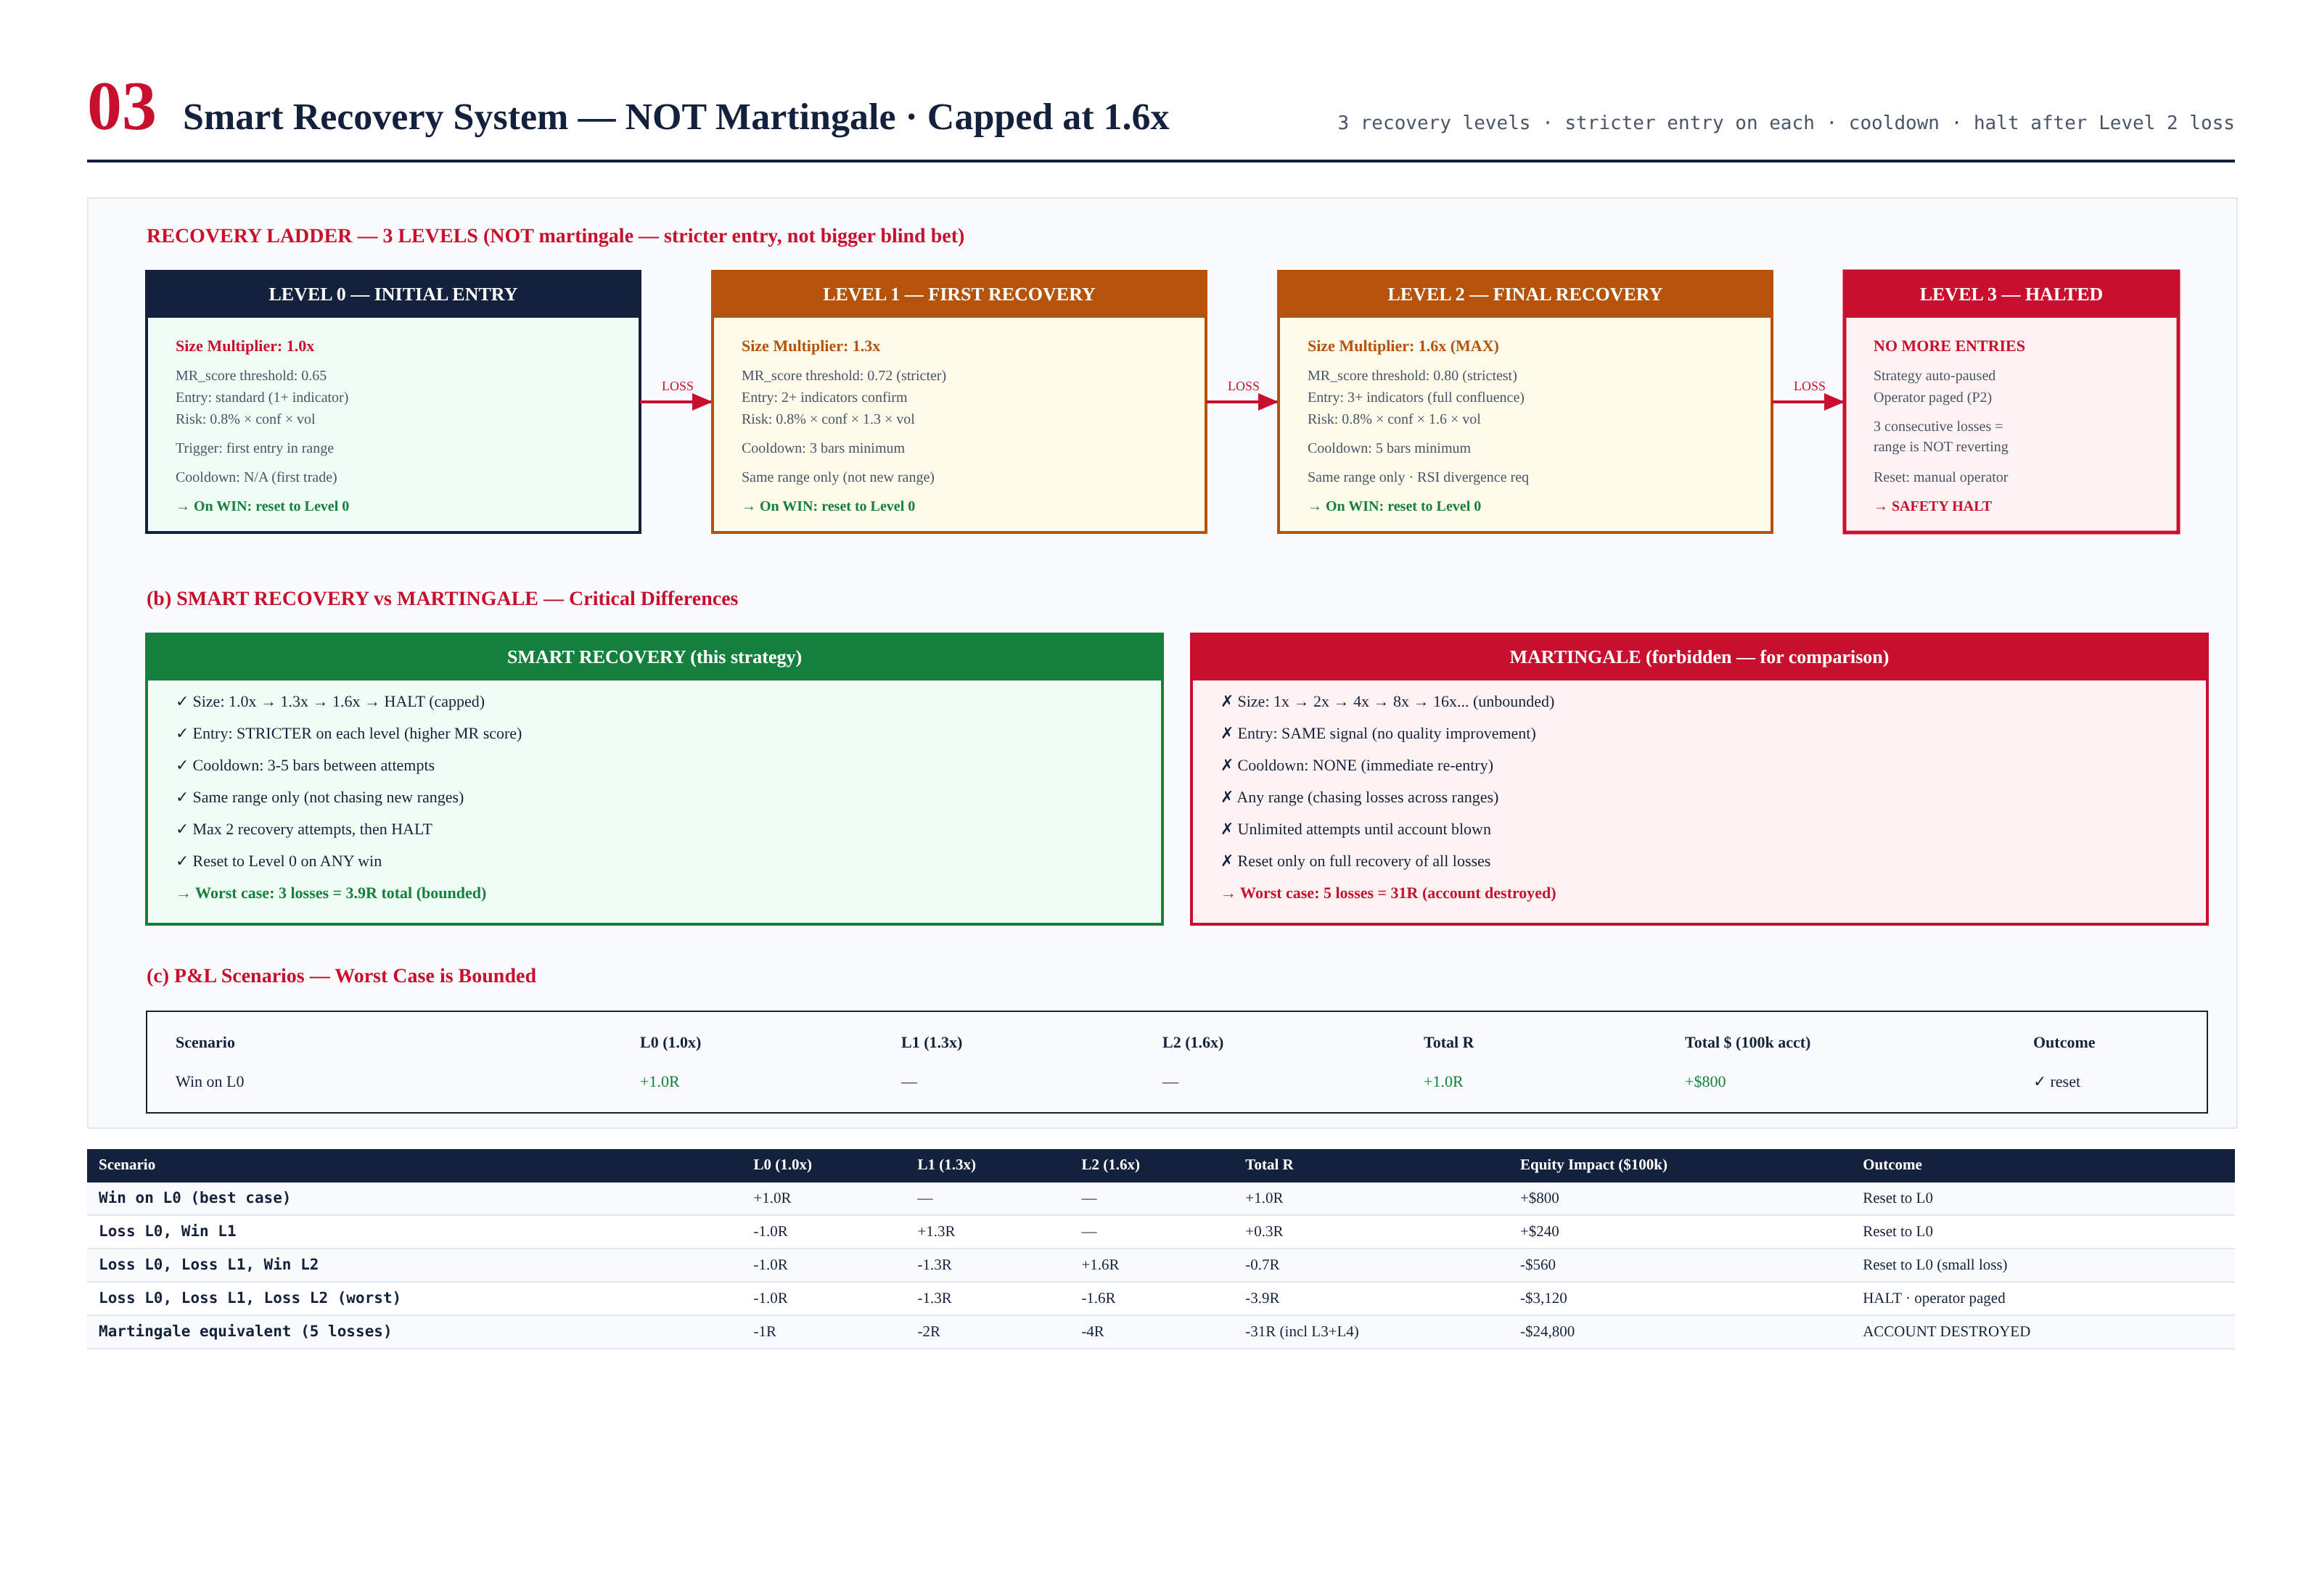 03 Smart Recovery System — NOT Martingale · Capped at 1.6x
3 recovery levels · stricter entry on each · cooldown · halt after Level 2 loss
RECOVERY LADDER — 3 LEVELS (NOT martingale — stricter entry, not bigger blind bet)
LEVEL 0 — INITIAL ENTRY
Size Multiplier: 1.0x
MR_score threshold: 0.65
Entry: standard (1+ indicator)
Risk: 0.8% × conf × vol
Trigger: first entry in range
Cooldown: N/A (first trade)
→ On WIN: reset to Level 0
LOSS
LEVEL 1 — FIRST RECOVERY
Size Multiplier: 1.3x
MR_score threshold: 0.72 (stricter)
Entry: 2+ indicators confirm
Risk: 0.8% × conf × 1.3 × vol
Cooldown: 3 bars minimum
Same range only (not new range)
→ On WIN: reset to Level 0
LOSS
LEVEL 2 — FINAL RECOVERY
Size Multiplier: 1.6x (MAX)
MR_score threshold: 0.80 (strictest)
Entry: 3+ indicators (full confluence)
Risk: 0.8% × conf × 1.6 × vol
Cooldown: 5 bars minimum
Same range only · RSI divergence req
→ On WIN: reset to Level 0
LOSS
LEVEL 3 — HALTED
NO MORE ENTRIES
Strategy auto-paused
Operator paged (P2)
3 consecutive losses =
range is NOT reverting
Reset: manual operator
→ SAFETY HALT
(b) SMART RECOVERY vs MARTINGALE — Critical Differences
SMART RECOVERY (this strategy)
✓ Size: 1.0x → 1.3x → 1.6x → HALT (capped)
✓ Entry: STRICTER on each level (higher MR score)
✓ Cooldown: 3-5 bars between attempts
✓ Same range only (not chasing new ranges)
✓ Max 2 recovery attempts, then HALT
✓ Reset to Level 0 on ANY win
→ Worst case: 3 losses = 3.9R total (bounded)
MARTINGALE (forbidden — for comparison)
✗ Size: 1x → 2x → 4x → 8x → 16x... (unbounded)
✗ Entry: SAME signal (no quality improvement)
✗ Cooldown: NONE (immediate re-entry)
✗ Any range (chasing losses across ranges)
✗ Unlimited attempts until account blown
✗ Reset only on full recovery of all losses
→ Worst case: 5 losses = 31R (account destroyed)
(c) P&L Scenarios — Worst Case is Bounded
Scenario L0 (1.0x) L1 (1.3x) L2 (1.6x) Total R Total $ (100k acct) Outcome
Win on L0 +1.0R — — +1.0R +$800 ✓ reset
Scenario L0 (1.0x) L1 (1.3x) L2 (1.6x) Total R Equity Impact ($100k) Outcome
Win on L0 (best case) +1.0R — — +1.0R +$800 Reset to L0
Loss L0, Win L1 -1.0R +1.3R — +0.3R +$240 Reset to L0
Loss L0, Loss L1, Win L2 -1.0R -1.3R +1.6R -0.7R -$560 Reset to L0 (small loss)
Loss L0, Loss L1, Loss L2 (worst) -1.0R -1.3R -1.6R -3.9R -$3,120 HALT · operator paged
Martingale equivalent (5 losses) -1R -2R -4R -31R (incl L3+L4) -$24,800 ACCOUNT DESTROYED